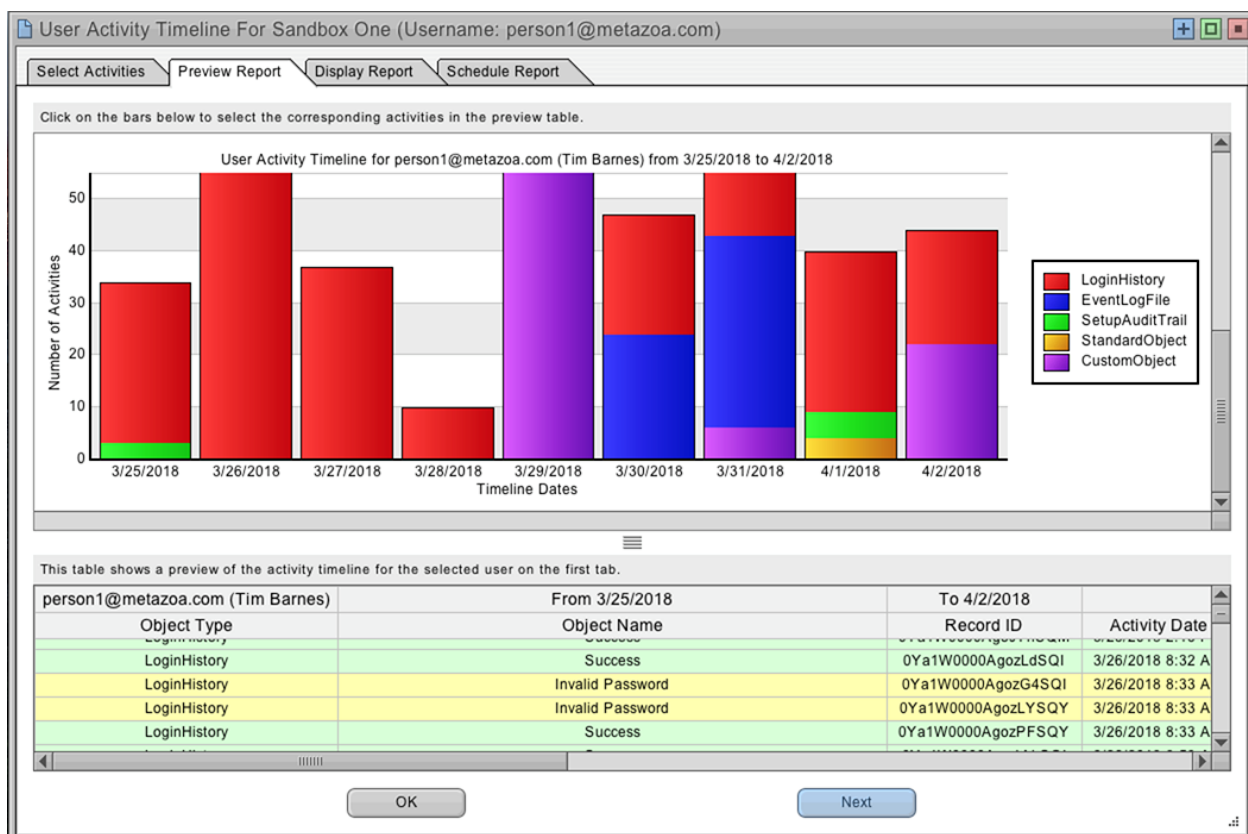 User Activity Timeline For Sandbox One (Username: person1@metazoa.com)
Select Activities Preview Report Display Report Schedule Report
Click on the bars below to select the corresponding activities in the preview table.
User Activity Timeline for person1@metazoa.com (Tim Barnes) from 3/25/2018 to 4/2/2018
Number of Activities
50
40
30
20
10
0
3/25/2018 3/26/2018 3/27/2018 3/28/2018 3/29/2018 3/30/2018 3/31/2018 4/1/2018 4/2/2018
Timeline Dates
LoginHistory
EventLogFile
SetupAuditTrail
StandardObject
CustomObject
This table shows a preview of the activity timeline for the selected user on the first tab.
person1@metazoa.com (Tim Barnes) From 3/25/2018 To 4/2/2018
Object Type Object Name Record ID Activity Date
LoginHistory Success 0Ya1W0000AgozLdSQI 3/26/2018 8:32 A
LoginHistory Invalid Password 0Ya1W0000AgozG4SQI 3/26/2018 8:33 A
LoginHistory Invalid Password 0Ya1W0000AgozLYSQY 3/26/2018 8:33 A
LoginHistory Success 0Ya1W0000AgozPFSQY 3/26/2018 8:33 A
OK Next